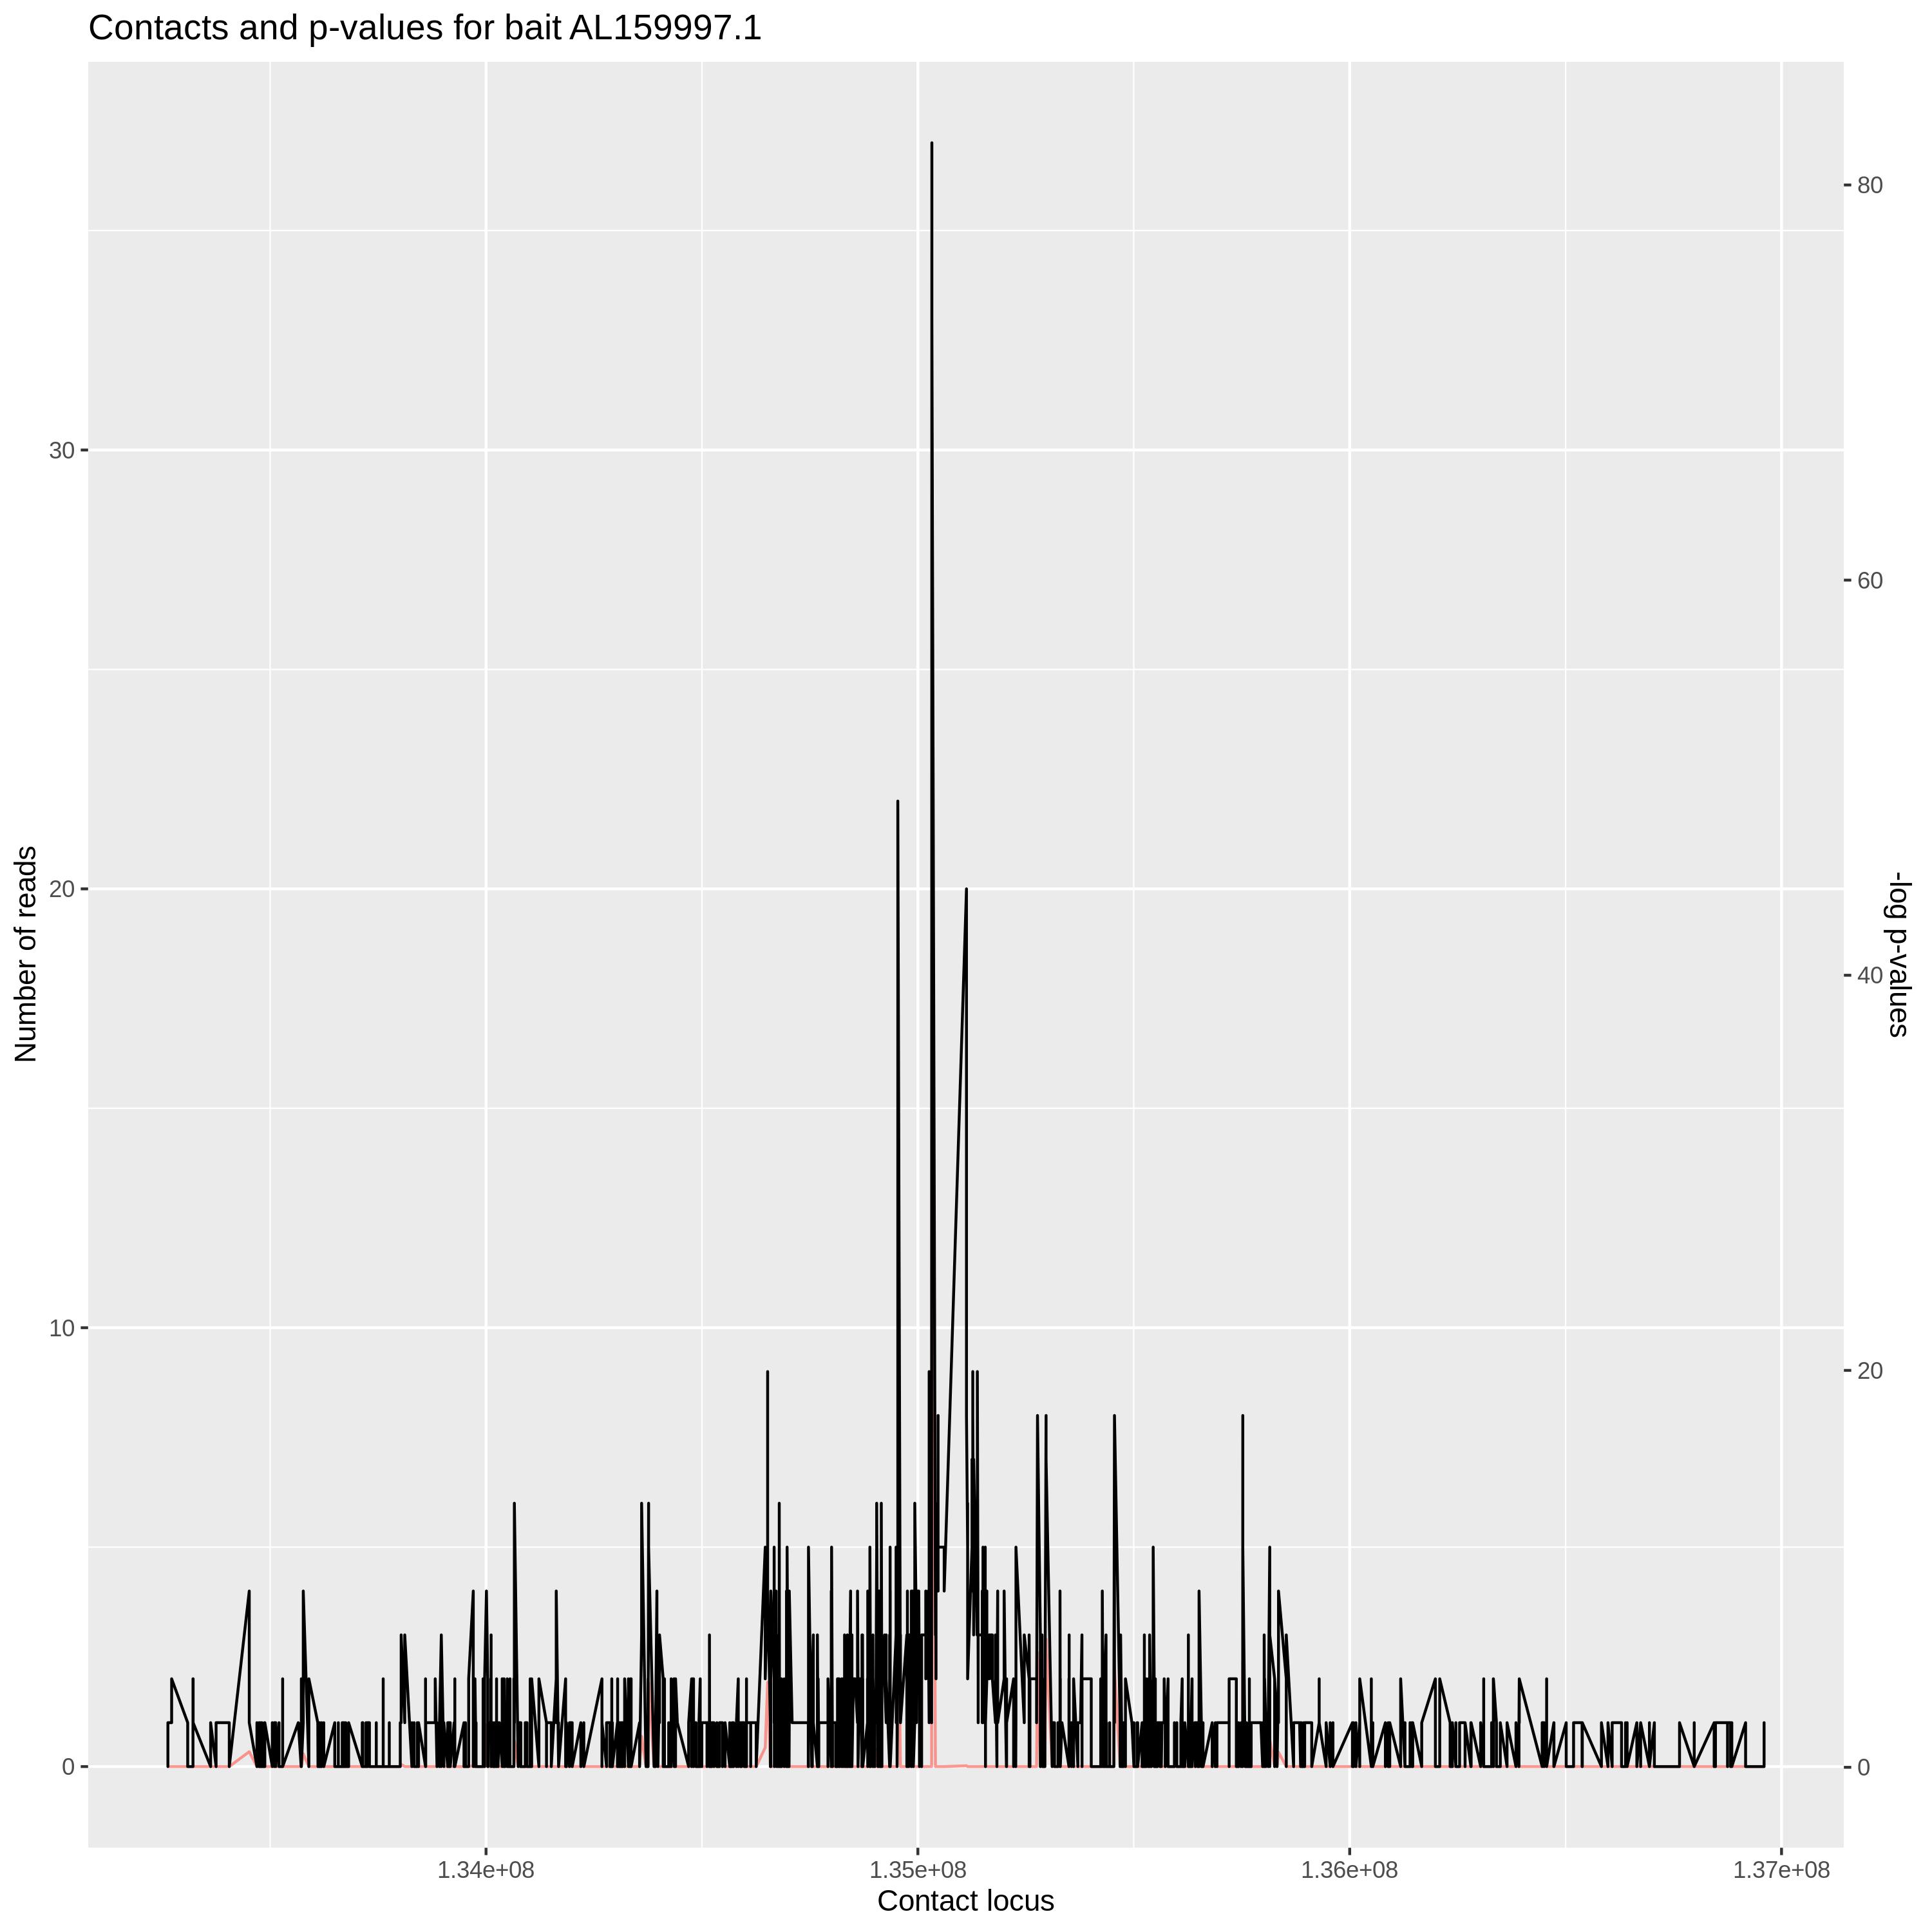 Contacts and p-values for bait AL159997.1
Number of reads
30
20
10
0
80
60
40
20
0
-log p-values
1.34e+08
1.35e+08
1.36e+08
1.37e+08
Contact locus